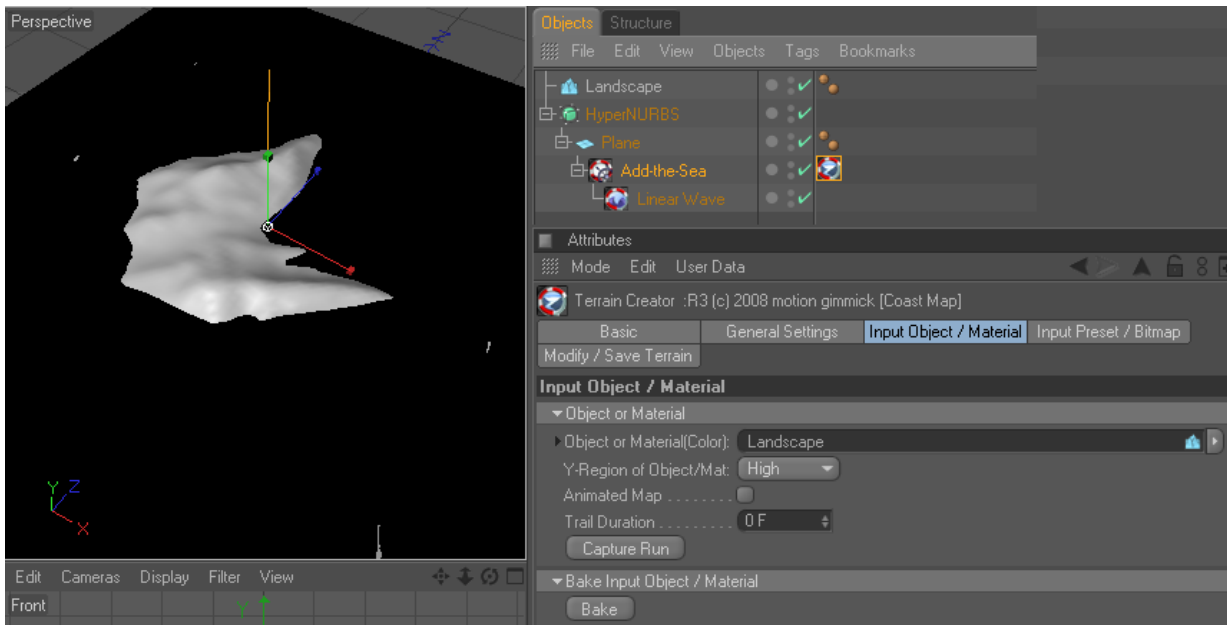 Perspective
Z
Y
Z
X
Edit Cameras Display Filter View
Front
Y
Objects Structure
File Edit View Objects Tags Bookmarks
Landscape
HyperNURBS
Plane
Add-the-Sea
Linear Wave
Attributes
Mode Edit User Data
Terrain Creator :R3 (c) 2008 motion gimmick [Coast Map]
Basic General Settings Input Object / Material Input Preset / Bitmap
Modify / Save Terrain
Input Object / Material
Object or Material
Object or Material(Color): Landscape
Y-Region of Object/Mat: High
Animated Map . . . . . . . .
Trail Duration . . . . . . . . . 0 F
Capture Run
Bake Input Object / Material
Bake